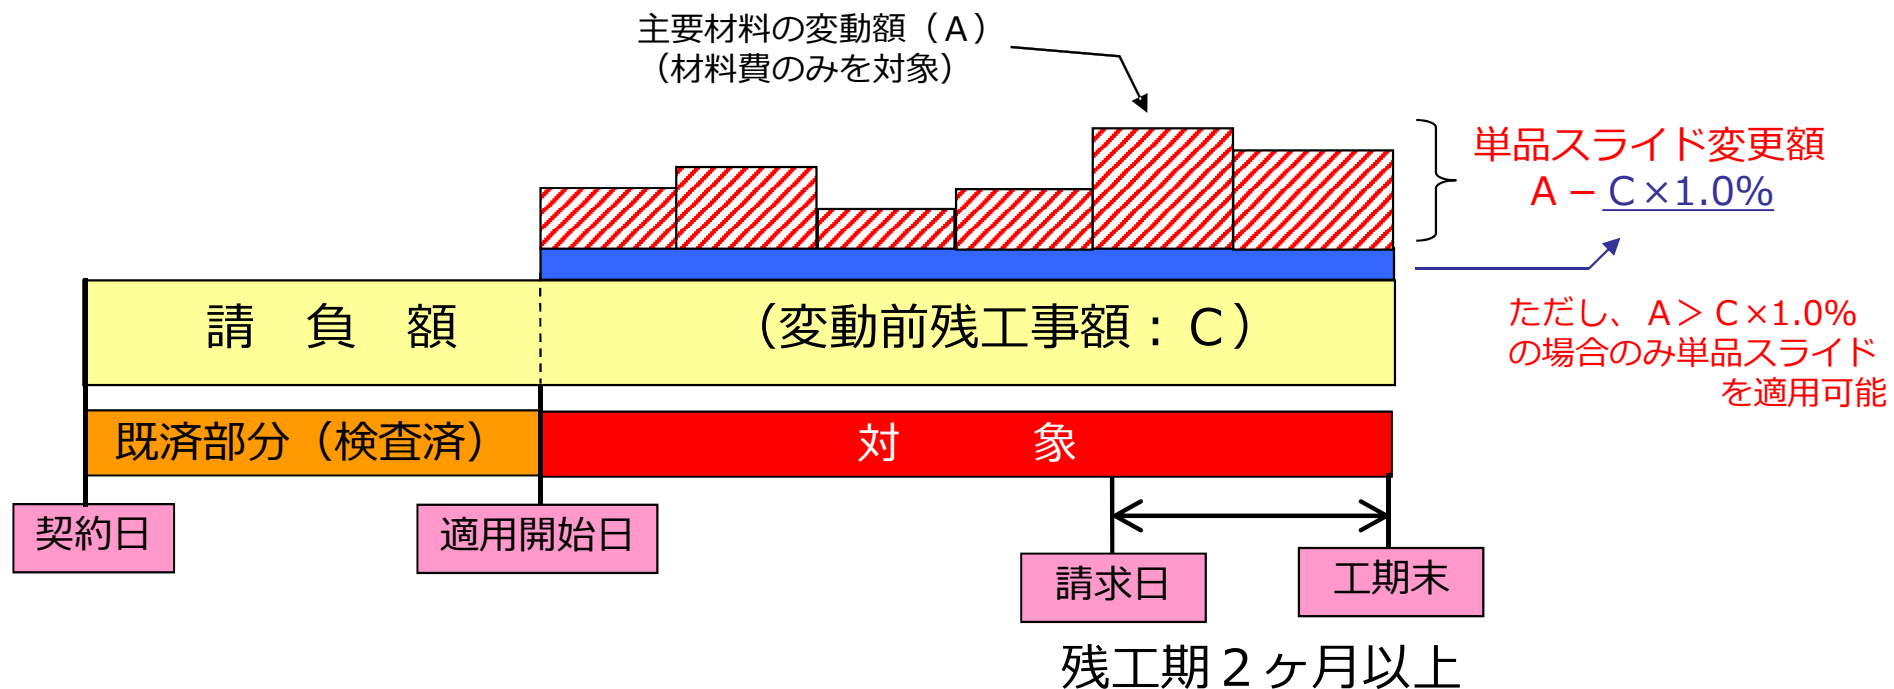 主要材料の変動額（Ａ）
（材料費のみを対象）
単品スライド変更額
Ａ－Ｃ×1.0%
請　負　額　（変動前残工事額：Ｃ）
ただし、Ａ＞Ｃ×1.0%
の場合のみ単品スライド
を適用可能
既済部分（検査済）
対　象
契約日
適用開始日
請求日
工期末
残工期２ヶ月以上